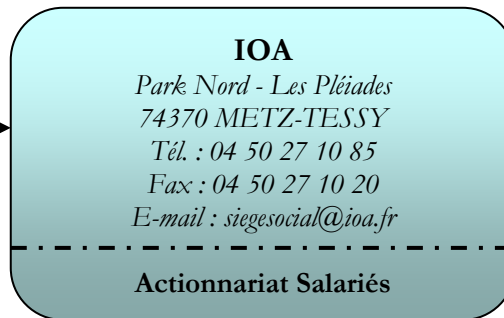 IOA
Park Nord - Les Pléiades
74370 METZ-TESSY
Tél. : 04 50 27 10 85
Fax : 04 50 27 10 20
E-mail : siegesocial@ioa.fr
Actionnariat Salariés